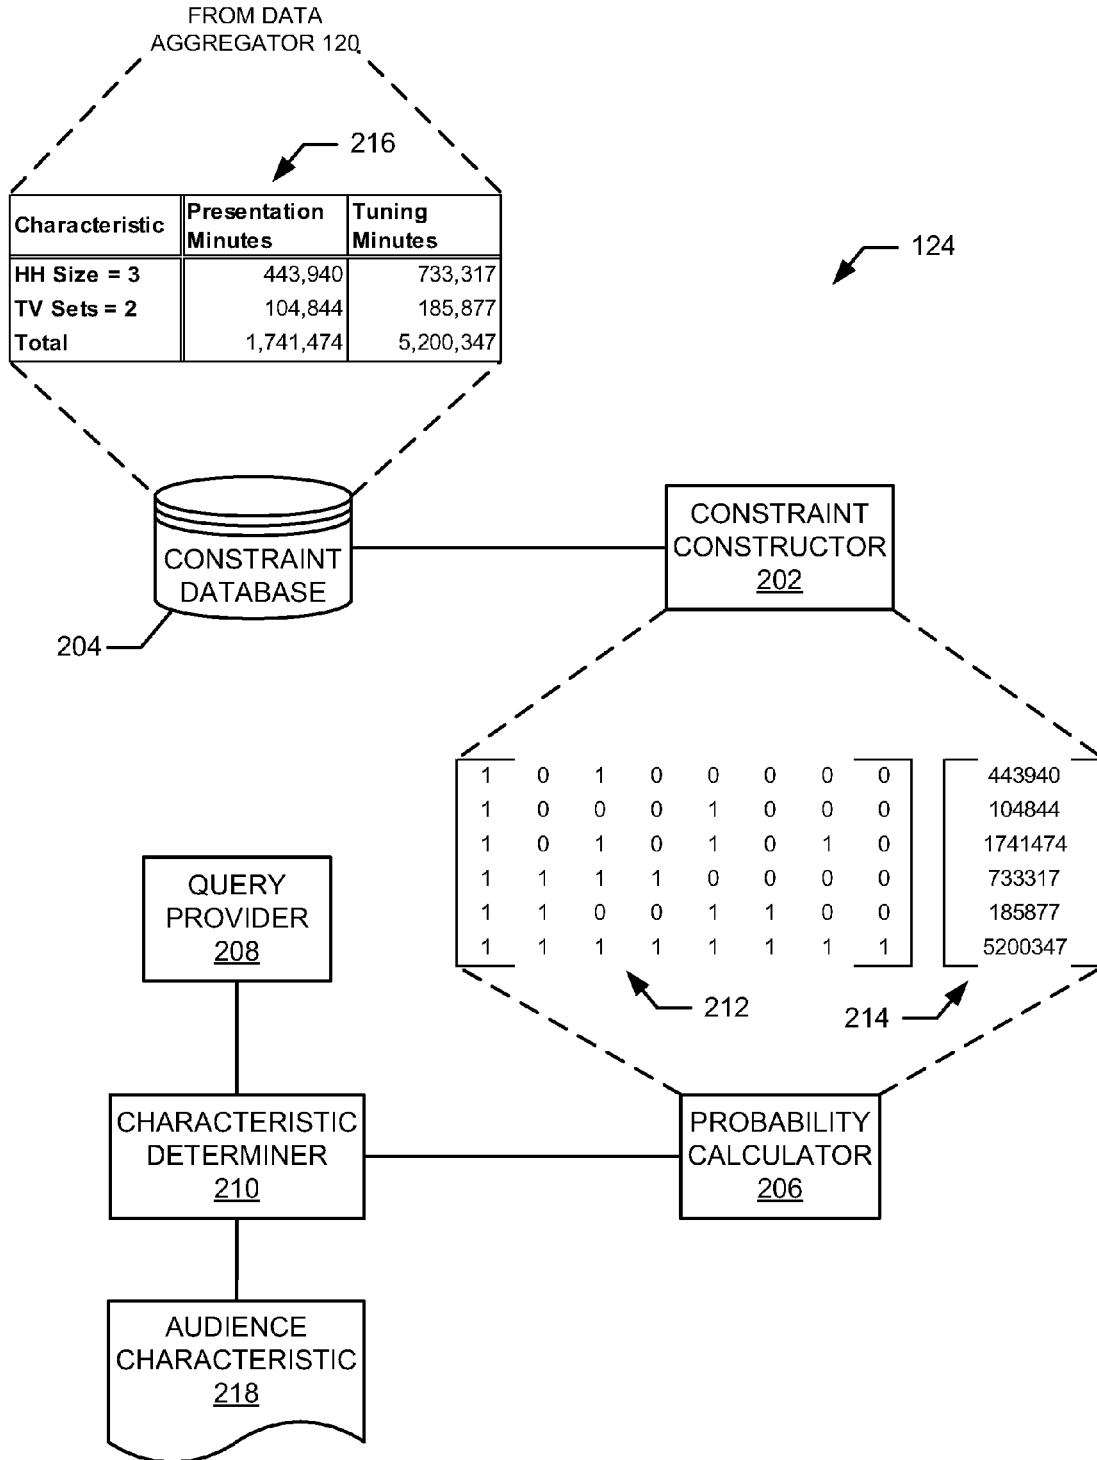 FROM DATA
AGGREGATOR 120
216
Characteristic Presentation Minutes Tuning Minutes
HH Size = 3 443,940 733,317
TV Sets = 2 104,844 185,877
Total 1,741,474 5,200,347
124
CONSTRAINT
DATABASE
204
CONSTRAINT
CONSTRUCTOR
202
1 0 1 0 0 0 0 0 443940
1 0 0 0 1 0 0 0 104844
1 0 1 0 1 0 1 0 1741474
1 1 1 1 0 0 0 0 733317
1 1 0 0 1 1 0 0 185877
1 1 1 1 1 1 1 1 5200347
212
214
QUERY
PROVIDER
208
CHARACTERISTIC
DETERMINER
210
PROBABILITY
CALCULATOR
206
AUDIENCE
CHARACTERISTIC
218